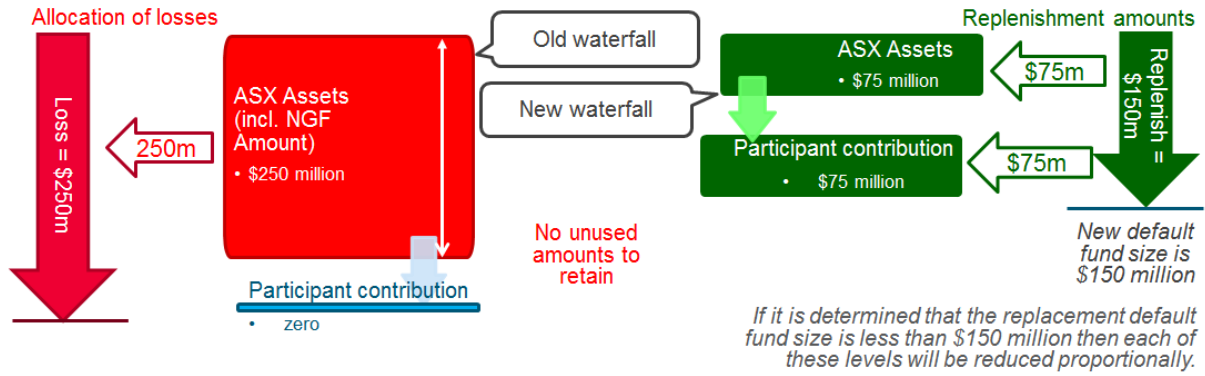 Allocation of losses
Loss = $250m
250m
ASX Assets
(incl. NGF
Amount)
• $250 million
Participant contribution
• zero
Old waterfall
New waterfall
No unused
amounts to
retain
Replenishment amounts
ASX Assets
• $75 million
$75m
Participant contribution
• $75 million
$75m
Replenish =
$150m
New default
fund size is
$150 million
If it is determined that the replacement default
fund size is less than $150 million then each of
these levels will be reduced proportionally.